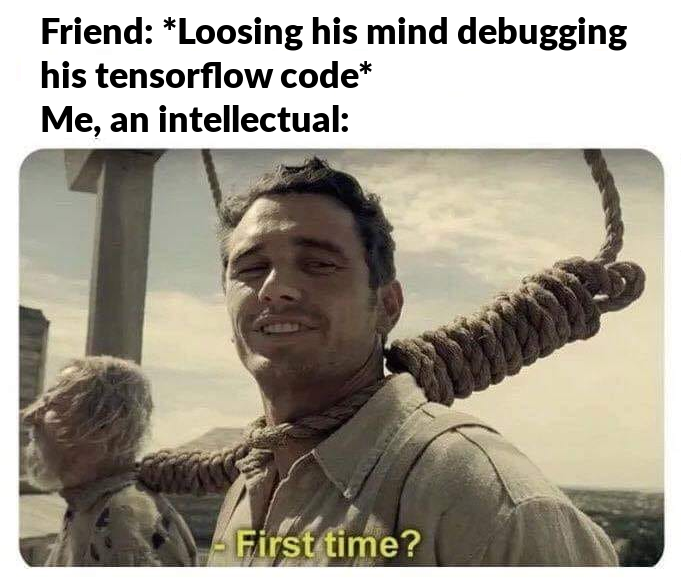 Friend: *Loosing his mind debugging
his tensorflow code*
Me, an intellectual:
- First time?